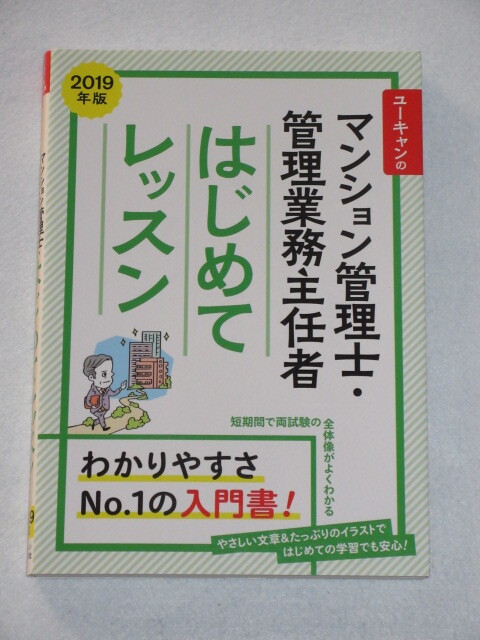 2019
年版
ユーキャンの
マンション管理士・
管理業務主任者
はじめて
レッスン
短期間で両試験の
全体像がよくわかる
わかりやすさ
No.1の入門書!
やさしい文章&たっぷりのイラストで
はじめての学習でも安心!